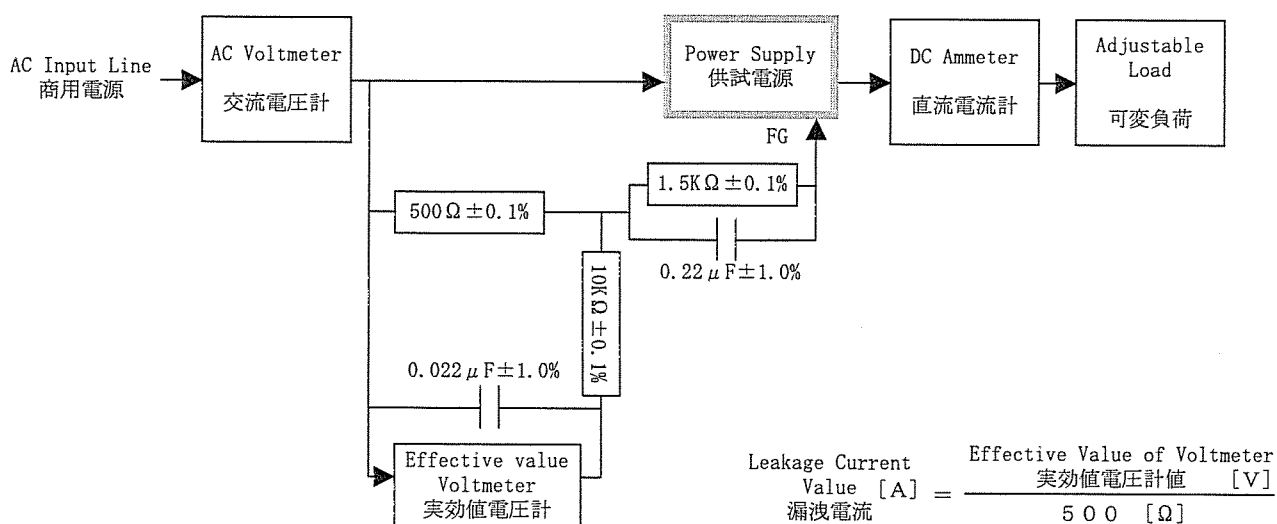 AC Input Line
商用電源
AC Voltmeter
交流電圧計
Power Supply
供試電源
DC Ammeter
直流電流計
Adjustable
Load
可変負荷
FG
1.5KΩ±0.1%
500Ω±0.1%
0.22μF±1.0%
10KΩ±0.1%
0.022μF±1.0%
Effective value
Voltmeter
実効値電圧計
Leakage Current
Value [A] =
漏洩電流
Effective Value of Voltmeter
実効値電圧計値 [V]
500 [Ω]